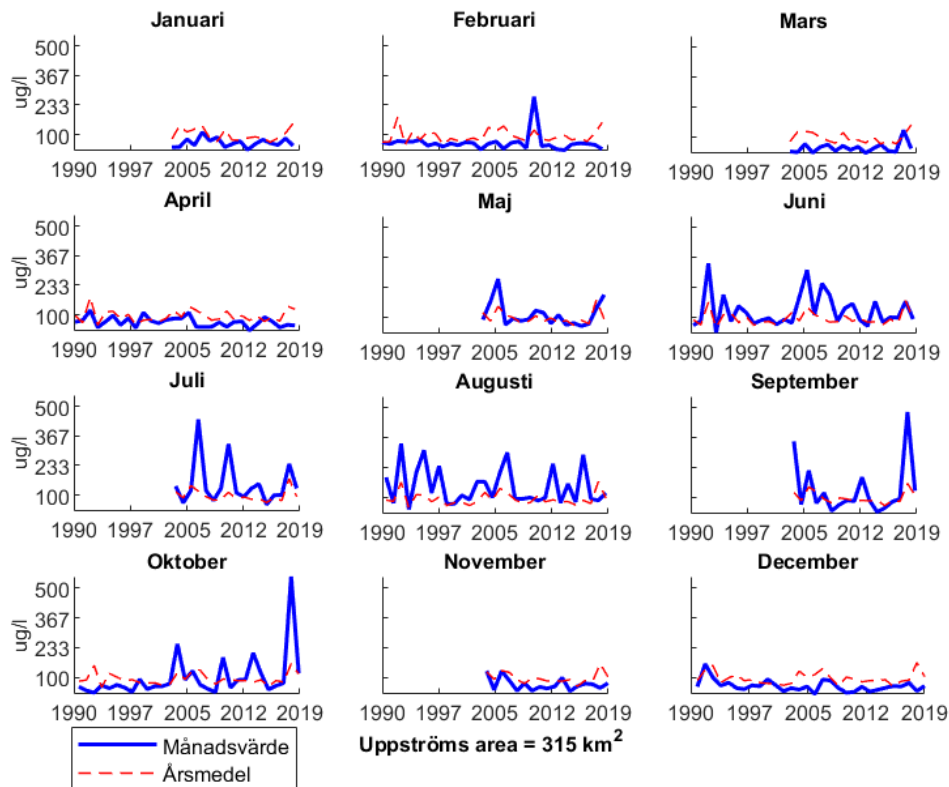 Januari Februari Mars
500
367
233
100
ug/l
1990 1997 2005 2012 2019 1990 1997 2005 2012 2019 1990 1997 2005 2012 2019
April Maj Juni
500
367
233
100
ug/l
1990 1997 2005 2012 2019 1990 1997 2005 2012 2019 1990 1997 2005 2012 2019
Juli Augusti September
500
367
233
100
ug/l
1990 1997 2005 2012 2019 1990 1997 2005 2012 2019 1990 1997 2005 2012 2019
Oktober November December
500
367
233
100
ug/l
1990 1997 2005 2012 2019 1990 1997 2005 2012 2019 1990 1997 2005 2012 2019
Månadsvärde
Årsmedel
Uppströms area = 315 km²